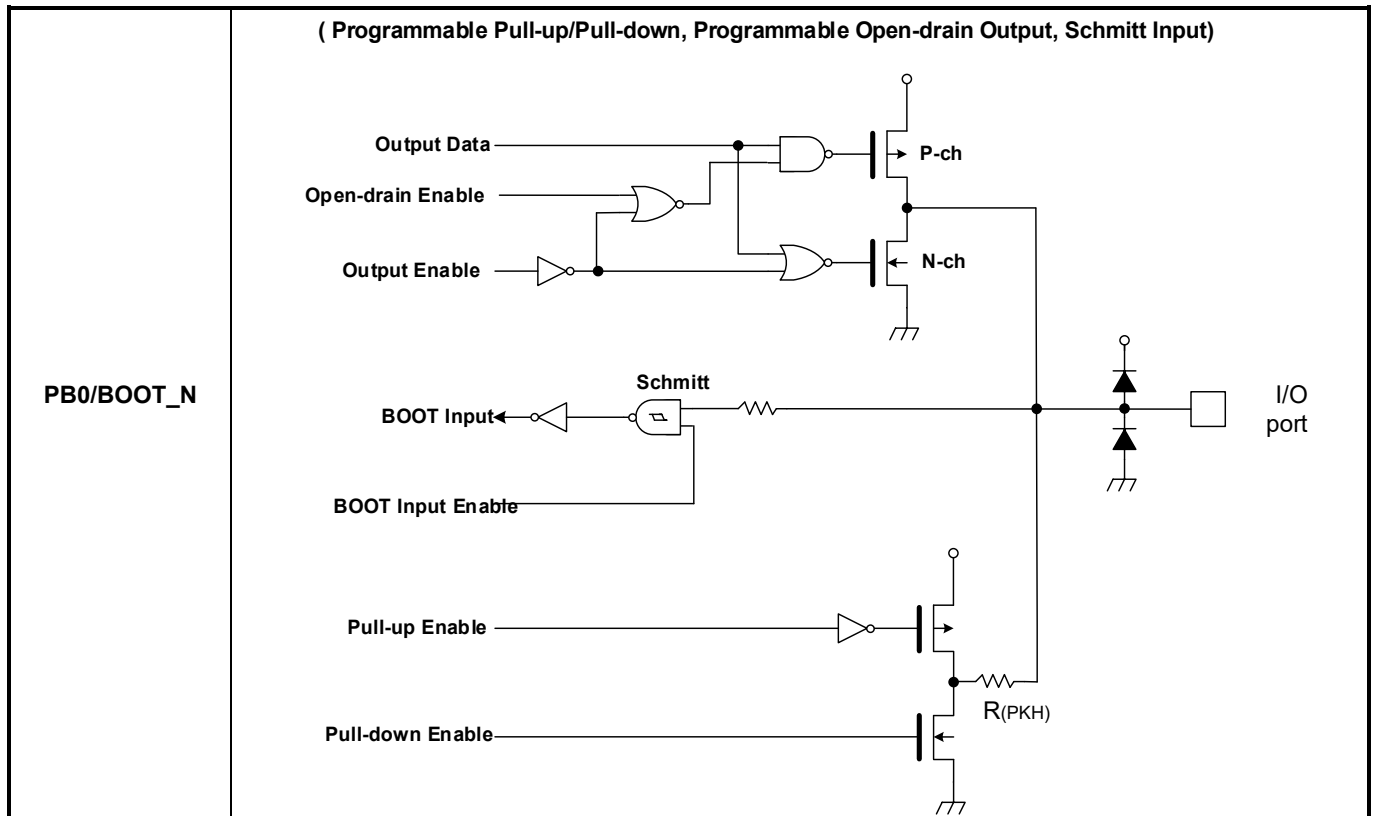 ( Programmable Pull-up/Pull-down, Programmable Open-drain Output, Schmitt Input)
PB0/BOOT_N
Output Data
P-ch
Open-drain Enable
Output Enable
N-ch
Schmitt
BOOT Input
I/O
port
BOOT Input Enable
Pull-up Enable
R(PKH)
Pull-down Enable